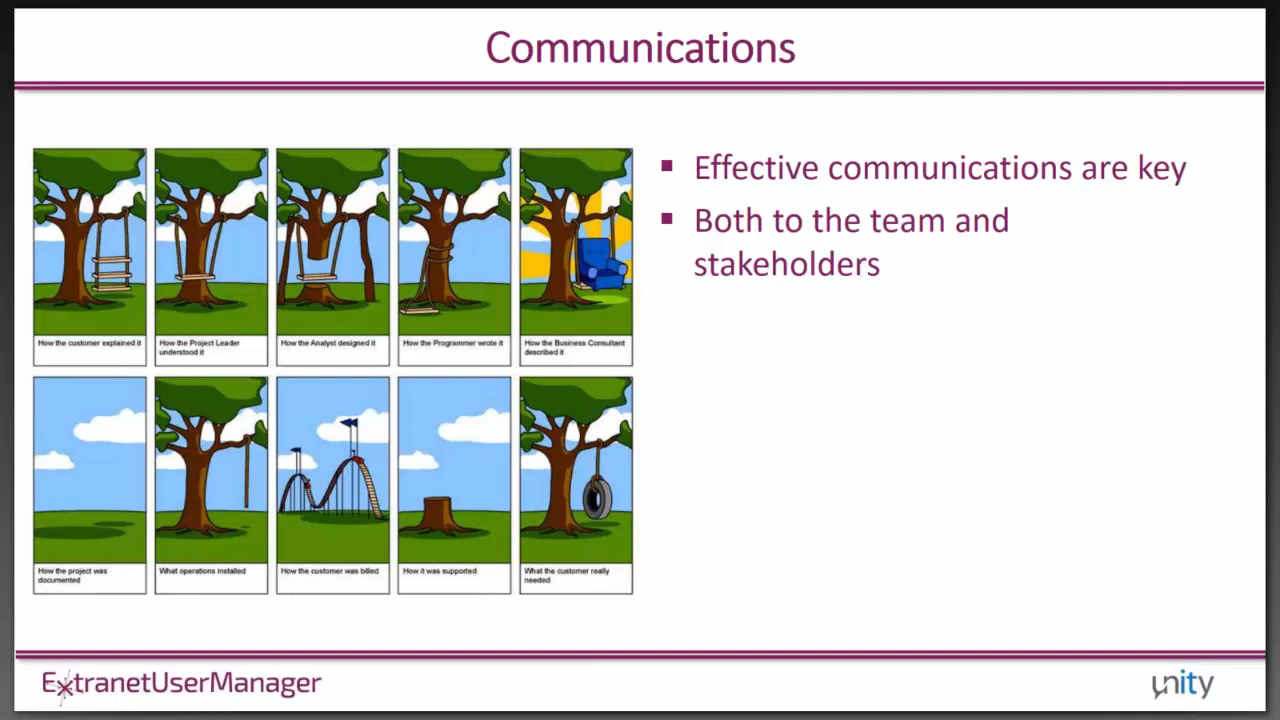 Communications
How the customer explained it
How the Project Leader
understood it
How the Analyst designed it
How the Programmer wrote it
How the Business Consultant
described it
How the project was
documented
What operations installed
How the customer was billed
How it was supported
What the customer really
needed
▪ Effective communications are key
▪ Both to the team and
stakeholders
ExtranetUserManager
unity